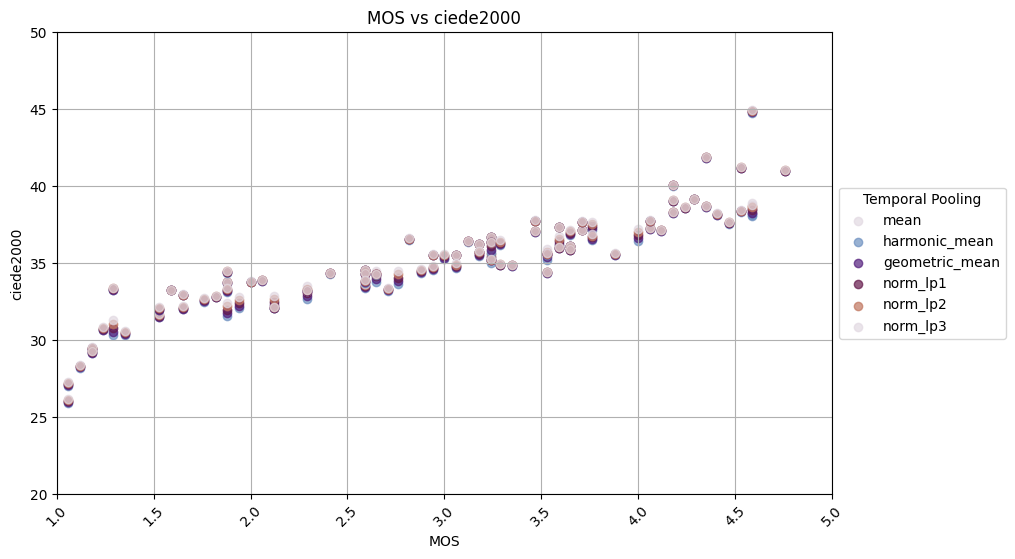 MOS vs ciede2000
50
45
40
35
30
25
20
ciede2000
1.0
1.5
2.0
2.5
3.0
3.5
4.0
4.5
5.0
MOS
Temporal Pooling
mean
harmonic_mean
geometric_mean
norm_lp1
norm_lp2
norm_lp3